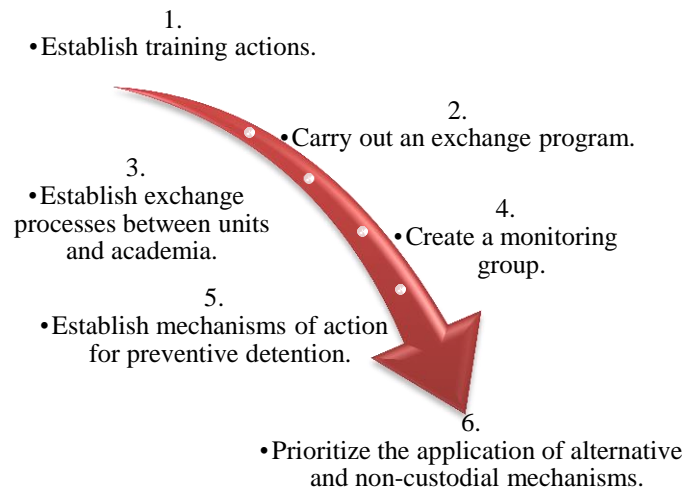 1.
•Establish training actions.
2.
•Carry out an exchange program.
3.
•Establish exchange
processes between units
and academia.
4.
•Create a monitoring
group.
5.
•Establish mechanisms of action
for preventive detention.
6.
•Prioritize the application of alternative
and non-custodial mechanisms.